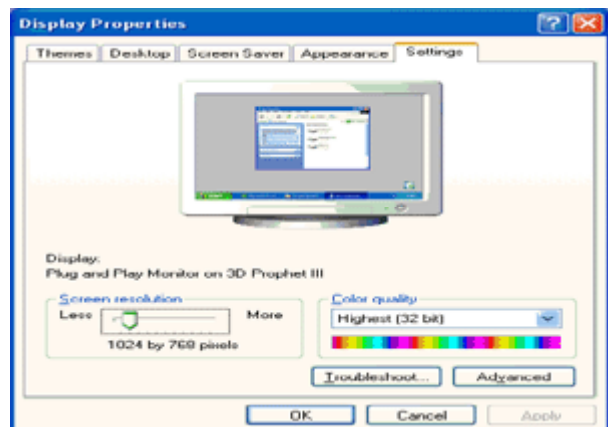 Display Properties
Themes Desktop Screen Saver Appearance Settings
Display:
Plug and Play Monitor on 3D Prophet III
Screen resolution
Less More
1024 by 768 pixels
Color quality
Highest (32 bit)
Troubleshoot... Advanced
OK Cancel Apply